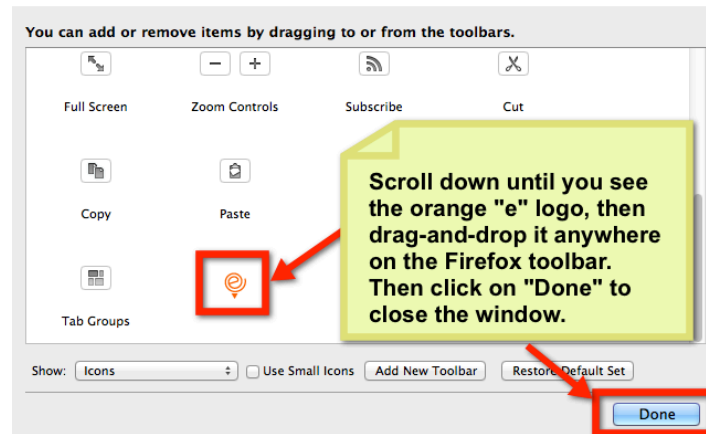 You can add or remove items by dragging to or from the toolbars.
Full Screen
Zoom Controls
Subscribe
Cut
Copy
Paste
Scroll down until you see
the orange "e" logo, then
drag-and-drop it anywhere
on the Firefox toolbar.
Then click on "Done" to
close the window.
Tab Groups
Show: Icons Use Small Icons Add New Toolbar Restore Default Set
Done